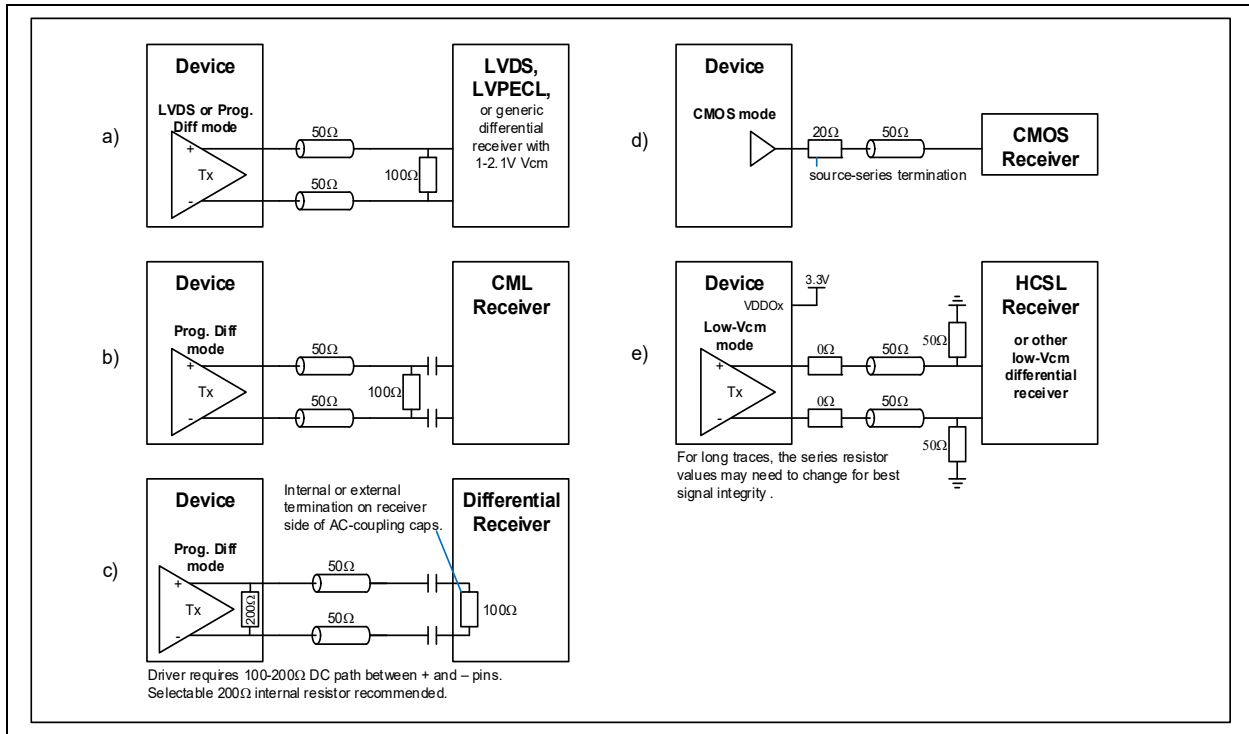 a)
Device
LVDS or Prog.
Diff mode
+
Tx
-
50Ω
50Ω
100Ω
LVDS,
LVPECL,
or generic
differential
receiver with
1-2.1V Vcm
b)
Device
Prog. Diff
mode
+
Tx
-
50Ω
50Ω
100Ω
CML
Receiver
c)
Device
Prog. Diff
mode
+
Tx
-
200Ω
Internal or external
termination on receiver
side of AC-coupling caps.
50Ω
50Ω
Differential
Receiver
100Ω
Driver requires 100-200Ω DC path between + and – pins.
Selectable 200Ω internal resistor recommended.
d)
Device
CMOS mode
20Ω
50Ω
source-series termination
CMOS
Receiver
e)
Device
3.3V
VDDOx
Low-Vcm
mode
+
Tx
-
0Ω
50Ω
50Ω
0Ω
50Ω
50Ω
HCSL
Receiver
or other
low-Vcm
differential
receiver
For long traces, the series resistor
values may need to change for best
signal integrity .